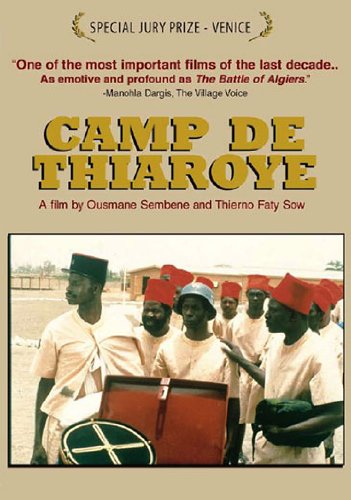 SPECIAL JURY PRIZE - VENICE
"One of the most important films of the last decade..
As emotive and profound as The Battle of Algiers."
-Manohla Dargis, The Village Voice
CAMP DE
THIAROYE
A film by Ousmane Sembene and Thierno Faty Sow